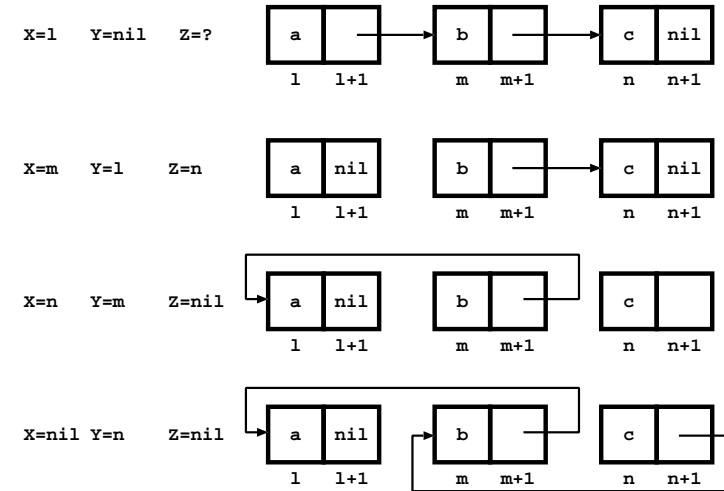 X=l Y=nil Z=? a b c nil
l l+1 m m+1 n n+1
X=m Y=l Z=n a nil b c nil
l l+1 m m+1 n n+1
X=n Y=m Z=nil a nil b c
l l+1 m m+1 n n+1
X=nil Y=n Z=nil a nil b c
l l+1 m m+1 n n+1